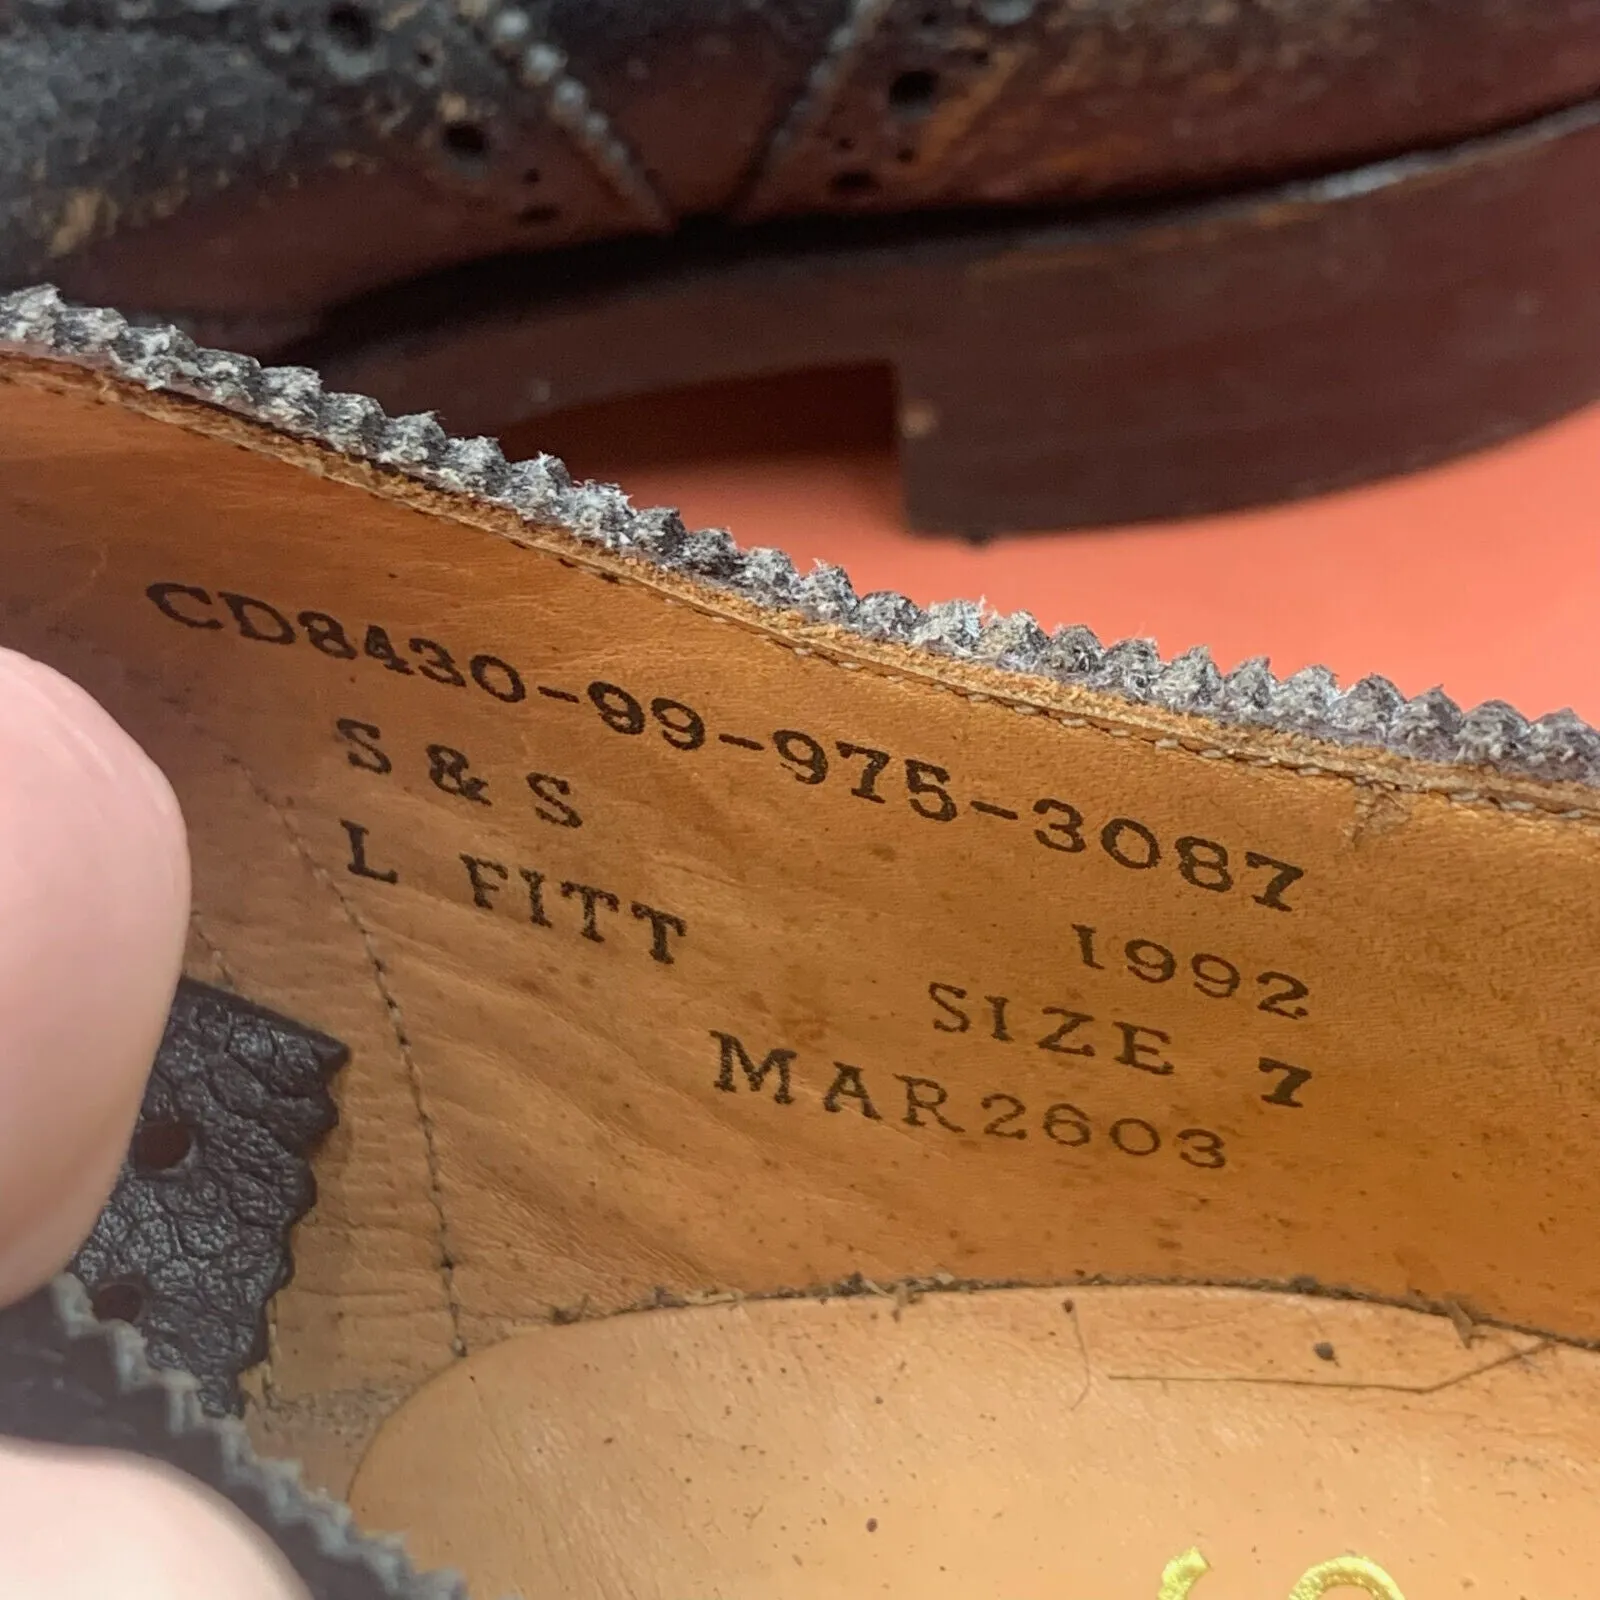 CD8430-99-975-3087
S & S 1992
L FITT SIZE 7
MAR2603